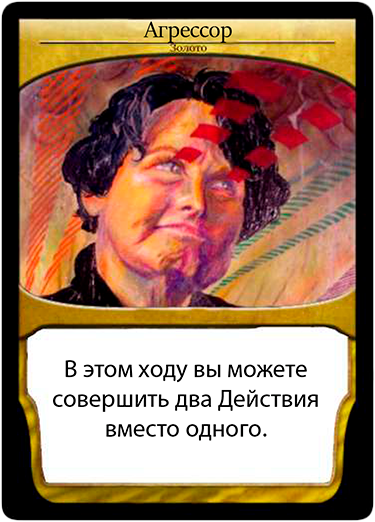 Агрессор
Золото
В этом ходу вы можете
совершить два Действия
вместо одного.